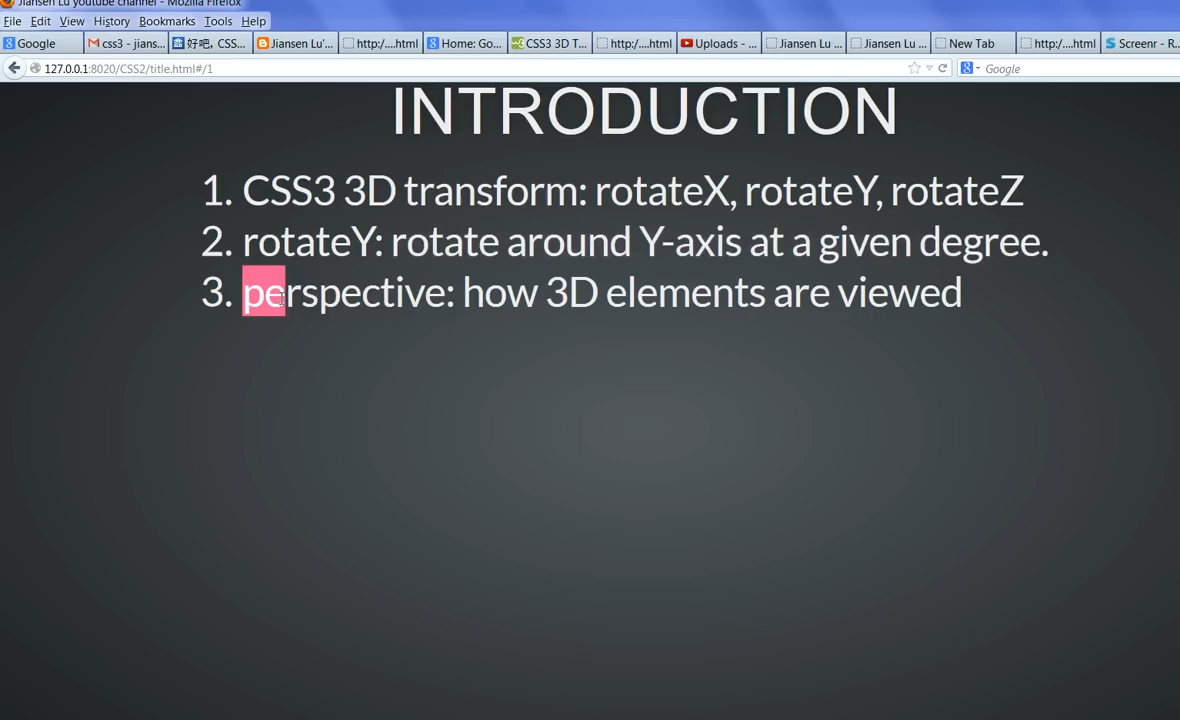 Jiansen Lu youtube channel - Mozilla Firefox
File Edit View History Bookmarks Tools Help
Google css3 - jians... 好吧, CSS... Jiansen Lu'... http:/....html Home: Go... CSS3 3D T... http:/....html Uploads - ... Jiansen Lu ... Jiansen Lu ... New Tab http:/....html Screenr - R...
127.0.0.1:8020/CSS2/title.html#/1 Google
INTRODUCTION
1. CSS3 3D transform: rotateX, rotateY, rotateZ
2. rotateY: rotate around Y-axis at a given degree.
3. perspective: how 3D elements are viewed